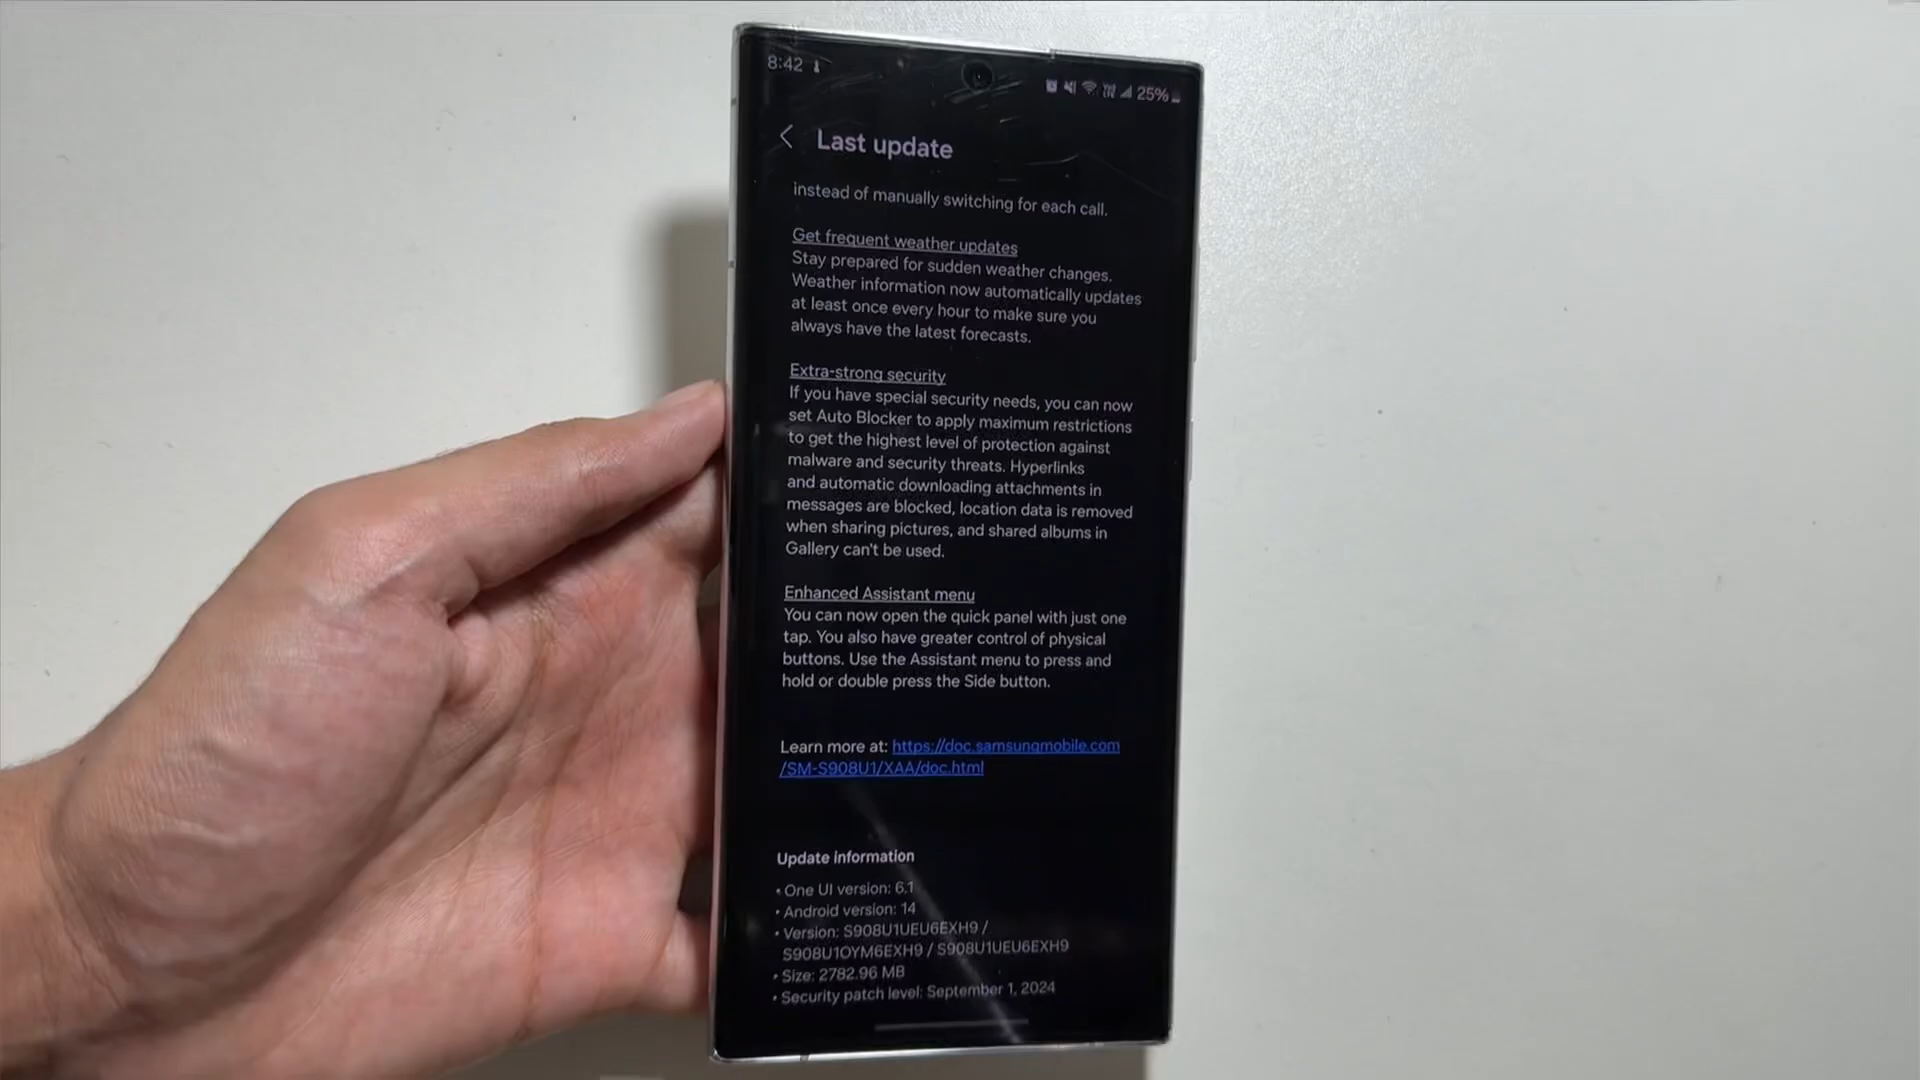 8:42
25%
Last update
instead of manually switching for each call.
Get frequent weather updates
Stay prepared for sudden weather changes.
Weather information now automatically updates
at least once every hour to make sure you
always have the latest forecasts.
Extra-strong security
If you have special security needs, you can now
set Auto Blocker to apply maximum restrictions
to get the highest level of protection against
malware and security threats. Hyperlinks
and automatic downloading attachments in
messages are blocked, location data is removed
when sharing pictures, and shared albums in
Gallery can't be used.
Enhanced Assistant menu
You can now open the quick panel with just one
tap. You also have greater control of physical
buttons. Use the Assistant menu to press and
hold or double press the Side button.
Learn more at: https://doc.samsungmobile.com
/SM-S908U1/XAA/doc.html
Update information
• One UI version: 6.1
• Android version: 14
• Version: S908U1UEU6EXH9 /
S908U1OYM6EXH9 / S908U1UEU6EXH9
• Size: 2782.96 MB
• Security patch level: September 1, 2024